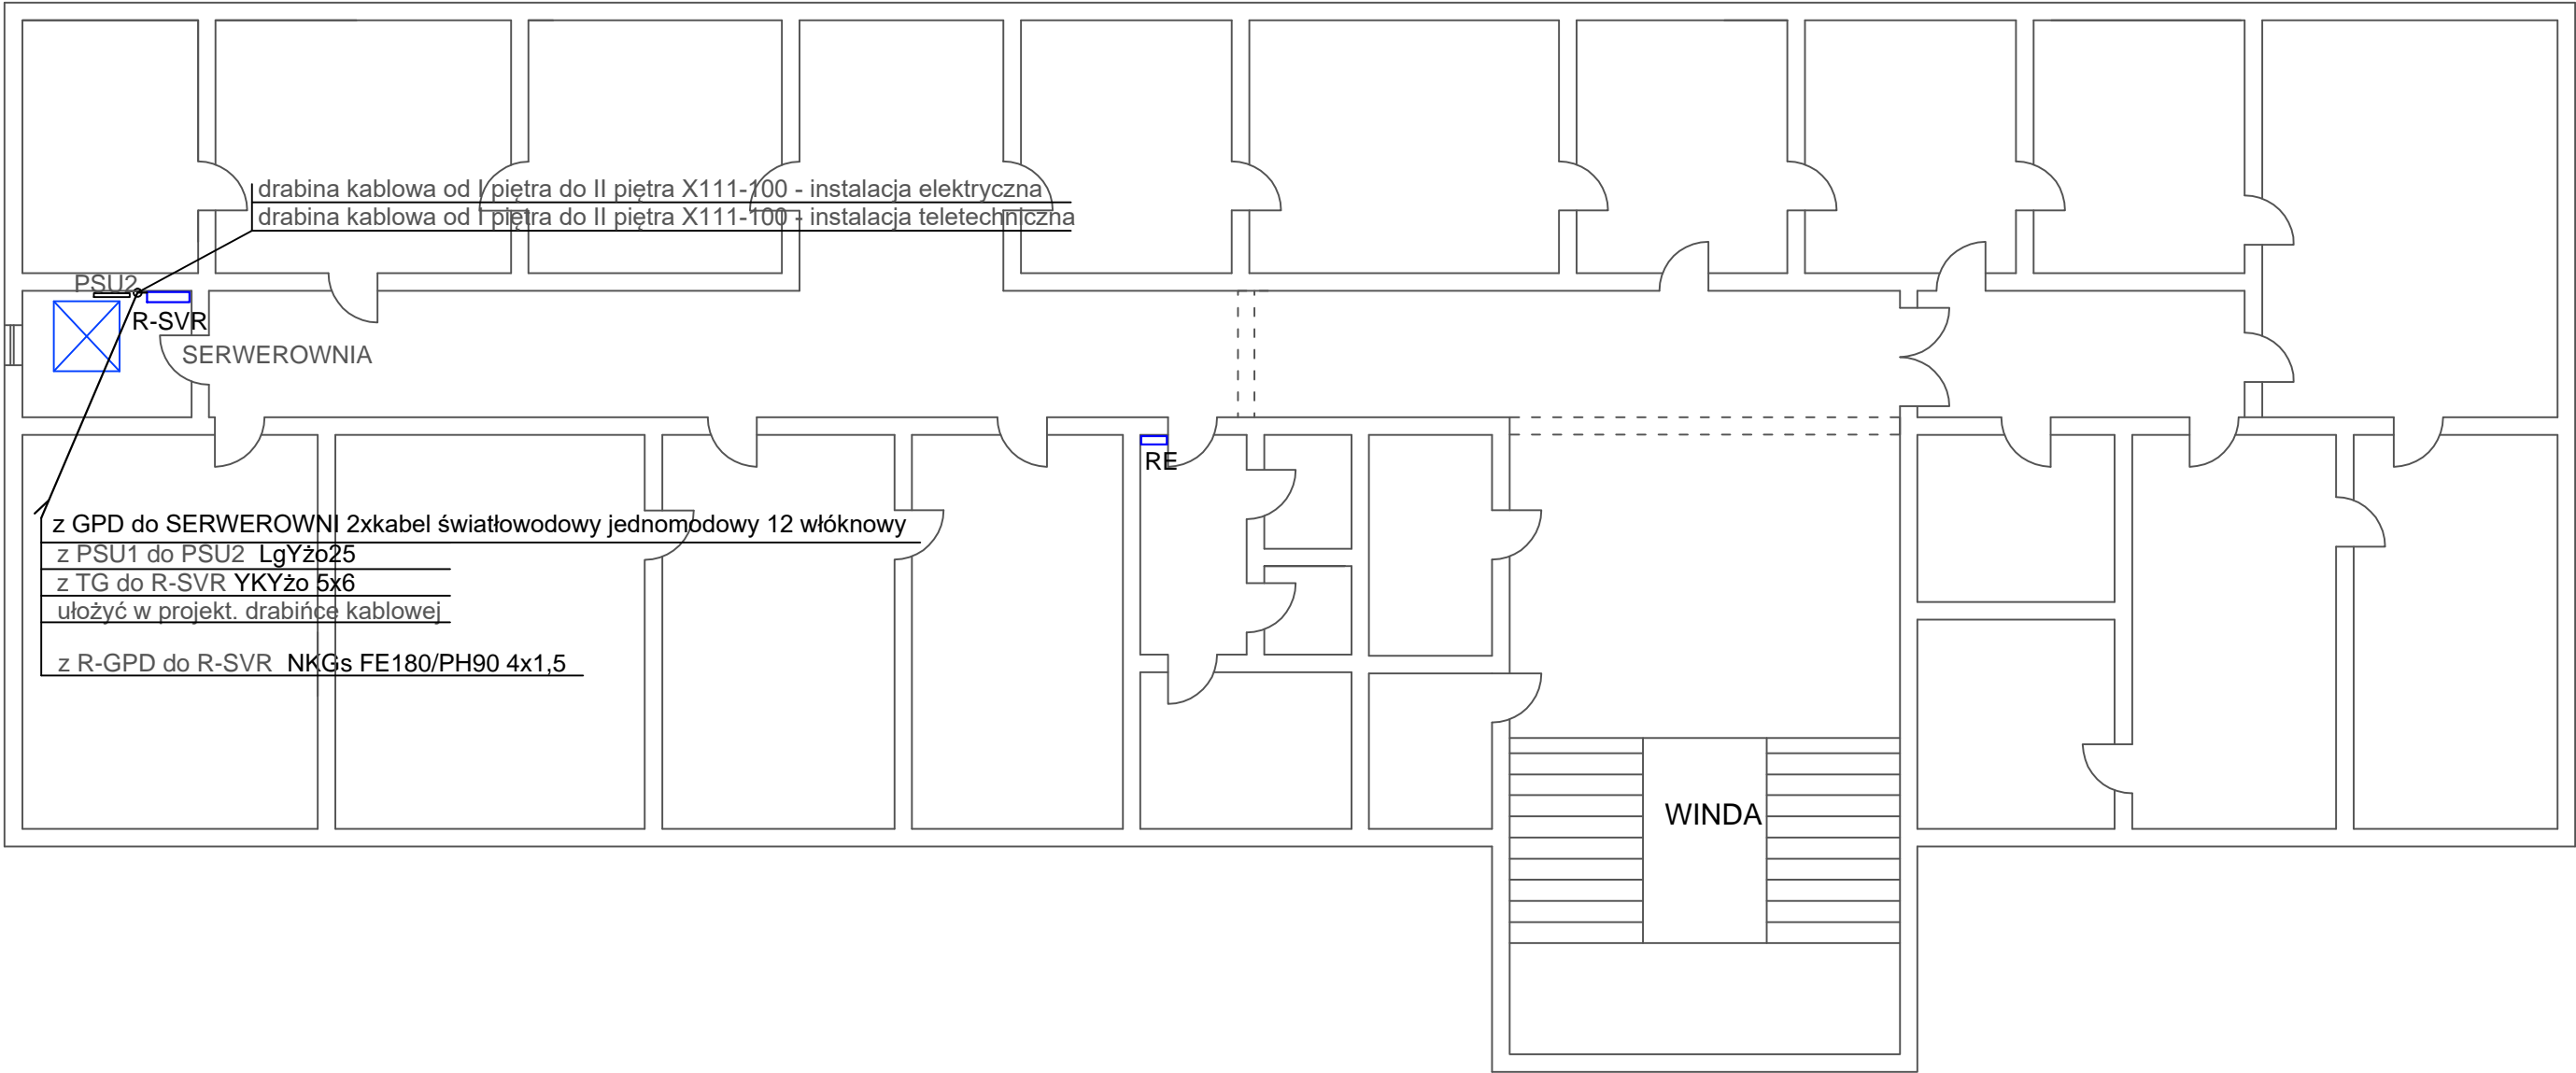 drabina kablowa od I piętra do II piętra X111-100 - instalacja elektryczna
drabina kablowa od I piętra do II piętra X111-100 - instalacja teletechniczna
PSU2
R-SVR
SERWEROWNIA
RE
z GPD do SERWEROWNI 2xkabel światłowodowy jednomodowy 12 włóknowy
z PSU1 do PSU2 LgYżo25
z TG do R-SVR YKYżo 5x6
ułożyć w projekt. drabińce kablowej
z R-GPD do R-SVR NKGs FE180/PH90 4x1,5
WINDA